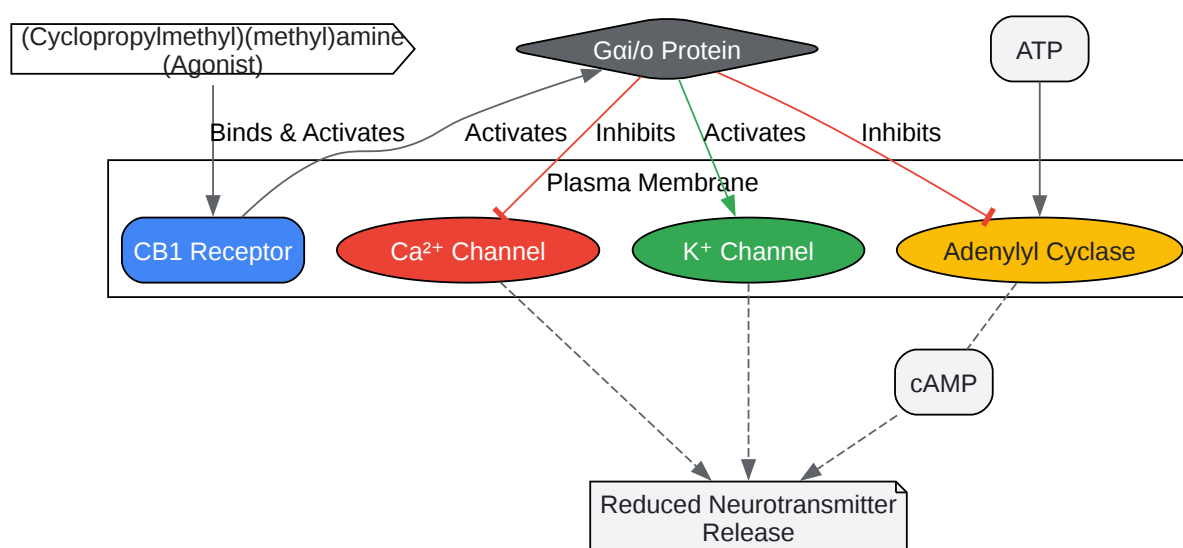 (Cyclopropylmethyl)(methyl)amine
(Agonist)
Gαi/o Protein
ATP
Binds & Activates
Activates
Inhibits
Activates
Inhibits
Plasma Membrane
CB1 Receptor
Ca²⁺ Channel
K⁺ Channel
Adenylyl Cyclase
cAMP
Reduced Neurotransmitter
Release